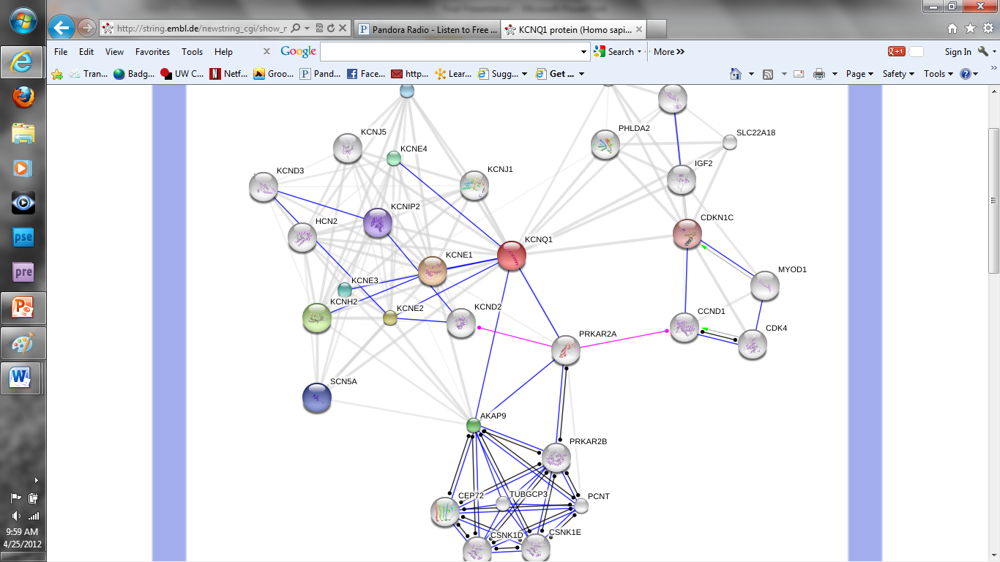 http://string.embl.de/newstring_cgi/show_r
Pandora Radio - Listen to Free ...
KCNQ1 protein (Homo sapi...
File Edit View Favorites Tools Help
x Google Search More »
+1
Sign In
Tran... Badg... UW C... Netf... Groo... Pand... Face... http... Lear... Sugg... Get ...
Page Safety Tools
PHLDA2
SLC22A18
KCNJ5
KCNE4
IGF2
KCND3
KCNJ1
KCNIP2
HCN2
CDKN1C
KCNQ1
KCNE1
MYOD1
KCNE3
KCNH2
KCNE2
KCND2
CCND1
CDK4
PRKAR2A
SCN5A
AKAP9
PRKAR2B
CEP72
TUBGCP3
PCNT
CSNK1D
CSNK1E
pse
pre
9:59 AM
4/25/2012